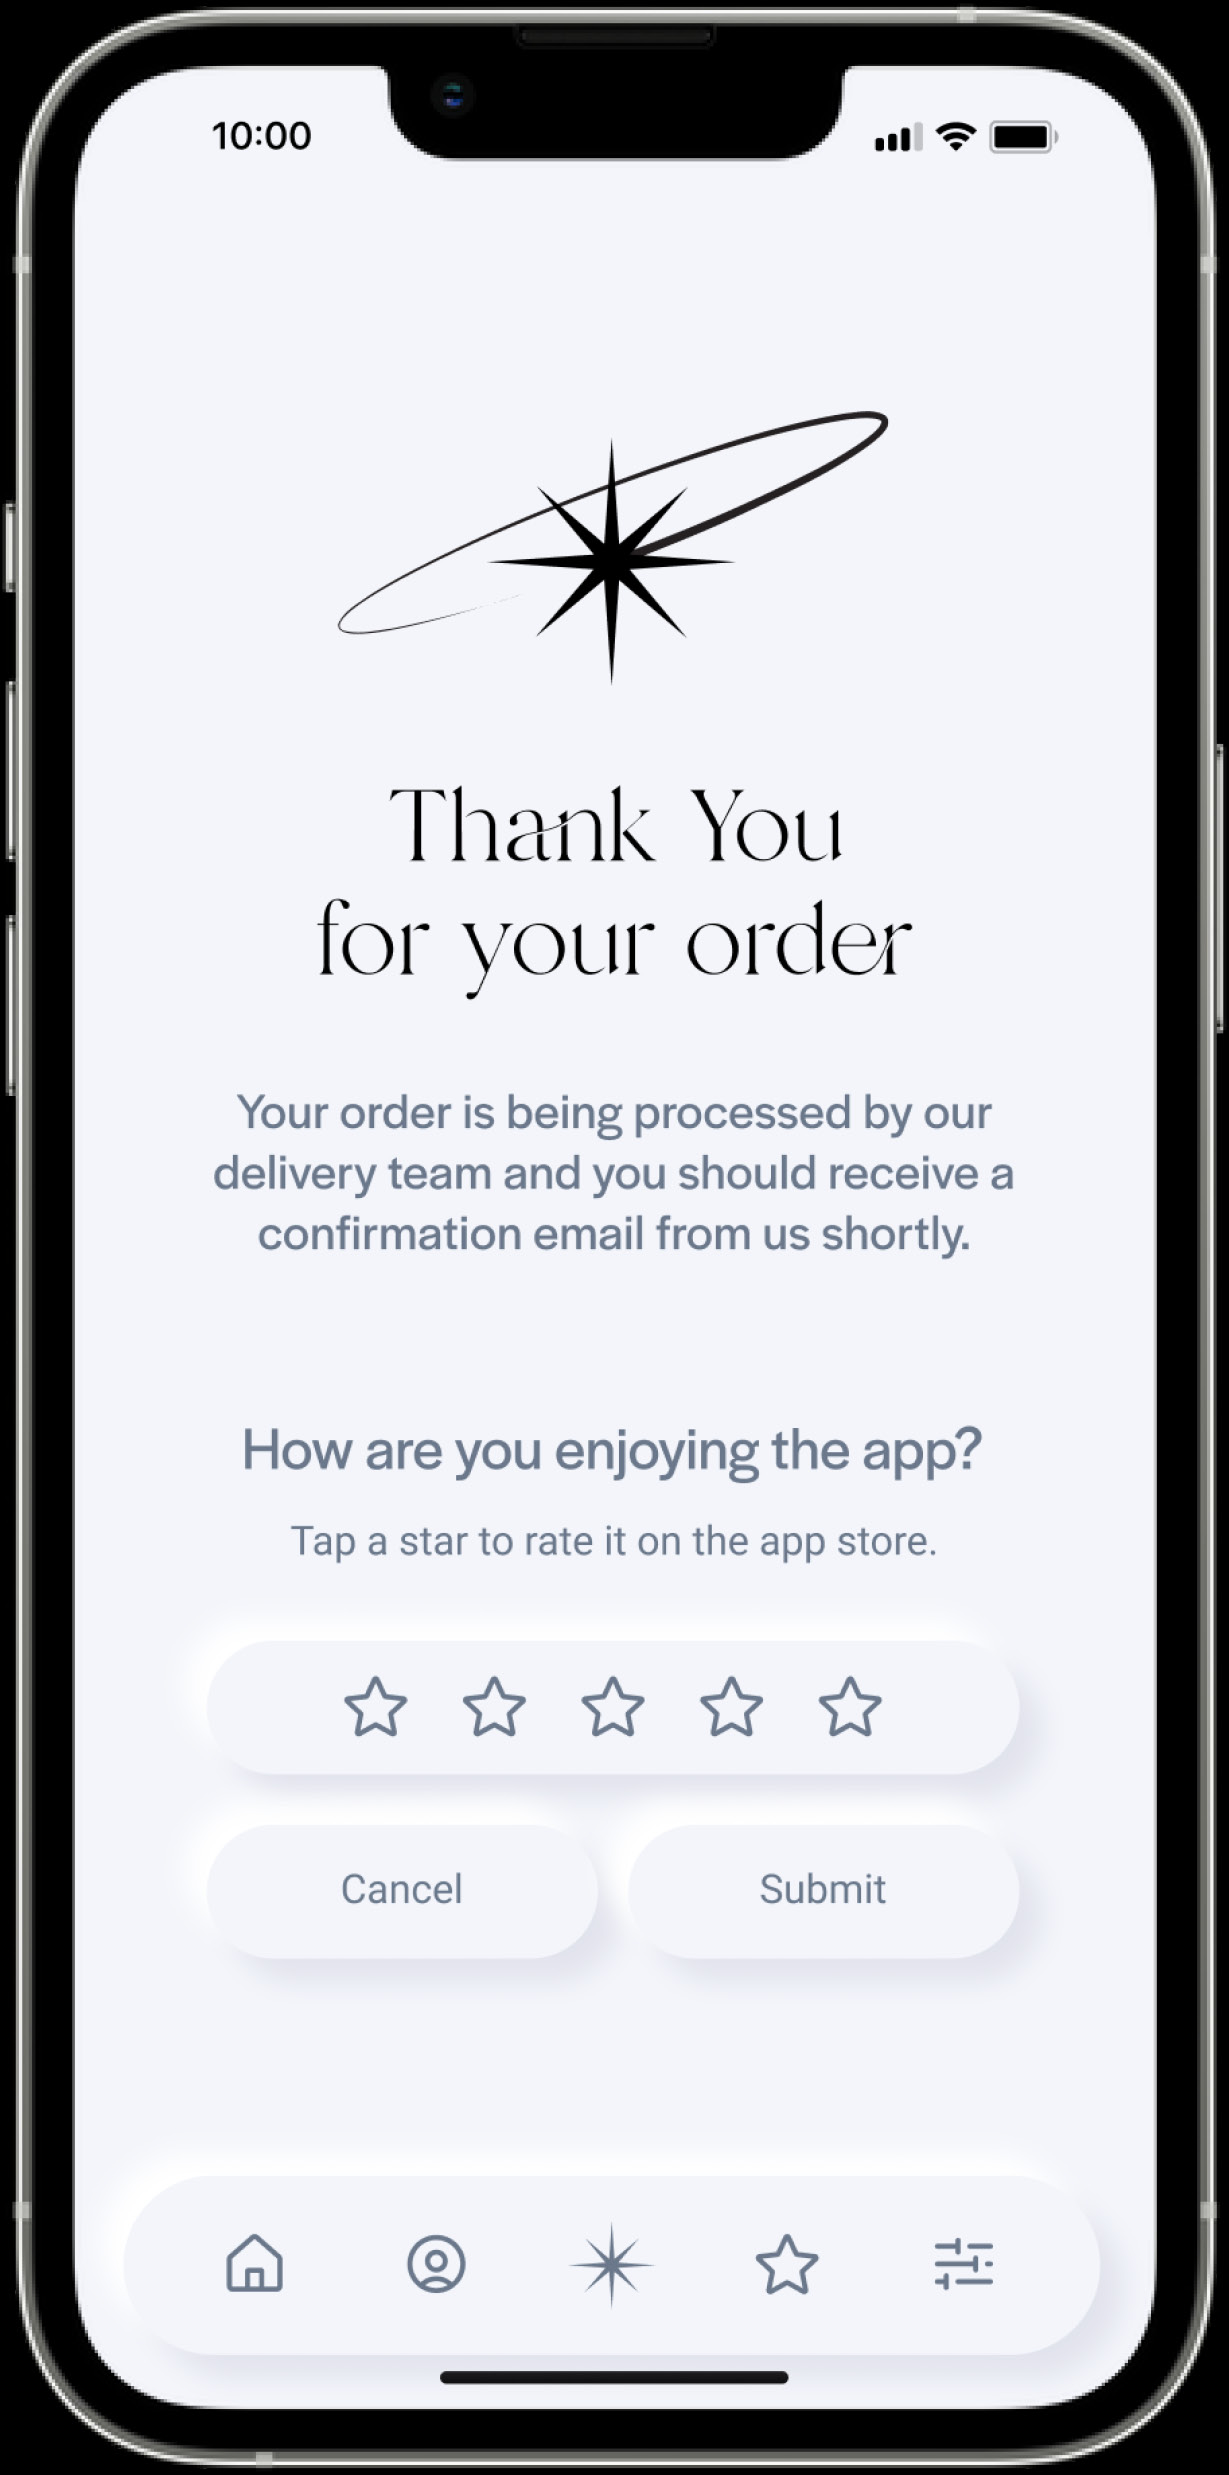 10:00
Thank You
for your order
Your order is being processed by our
delivery team and you should receive a
confirmation email from us shortly.
How are you enjoying the app?
Tap a star to rate it on the app store.
Cancel
Submit